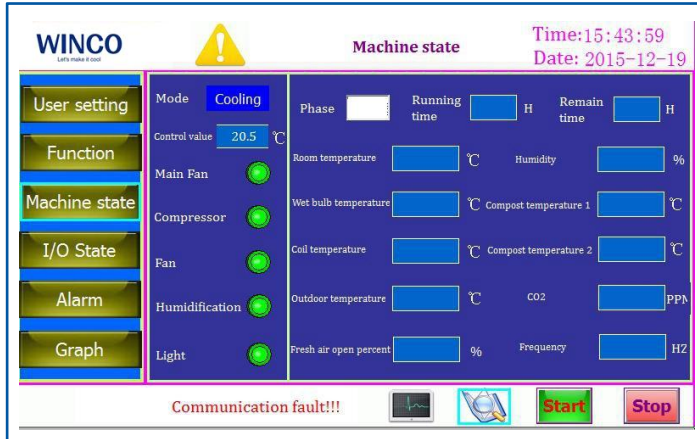 WINCO
Let's make it cool
Machine state
Time:15:43:59
Date: 2015-12-19
User setting
Function
Machine state
I/O State
Alarm
Graph
Mode Cooling
Control value 20.5 ℃
Main Fan
Compressor
Fan
Humidification
Light
Phase
Running time H
Remain time H
Room temperature ℃ Humidity %
Wet bulb temperature ℃ Compost temperature 1 ℃
Coil temperature ℃ Compost temperature 2 ℃
Outdoor temperature ℃ CO2 PPM
Fresh air open percent % Frequency HZ
Communication fault!!!
Start
Stop